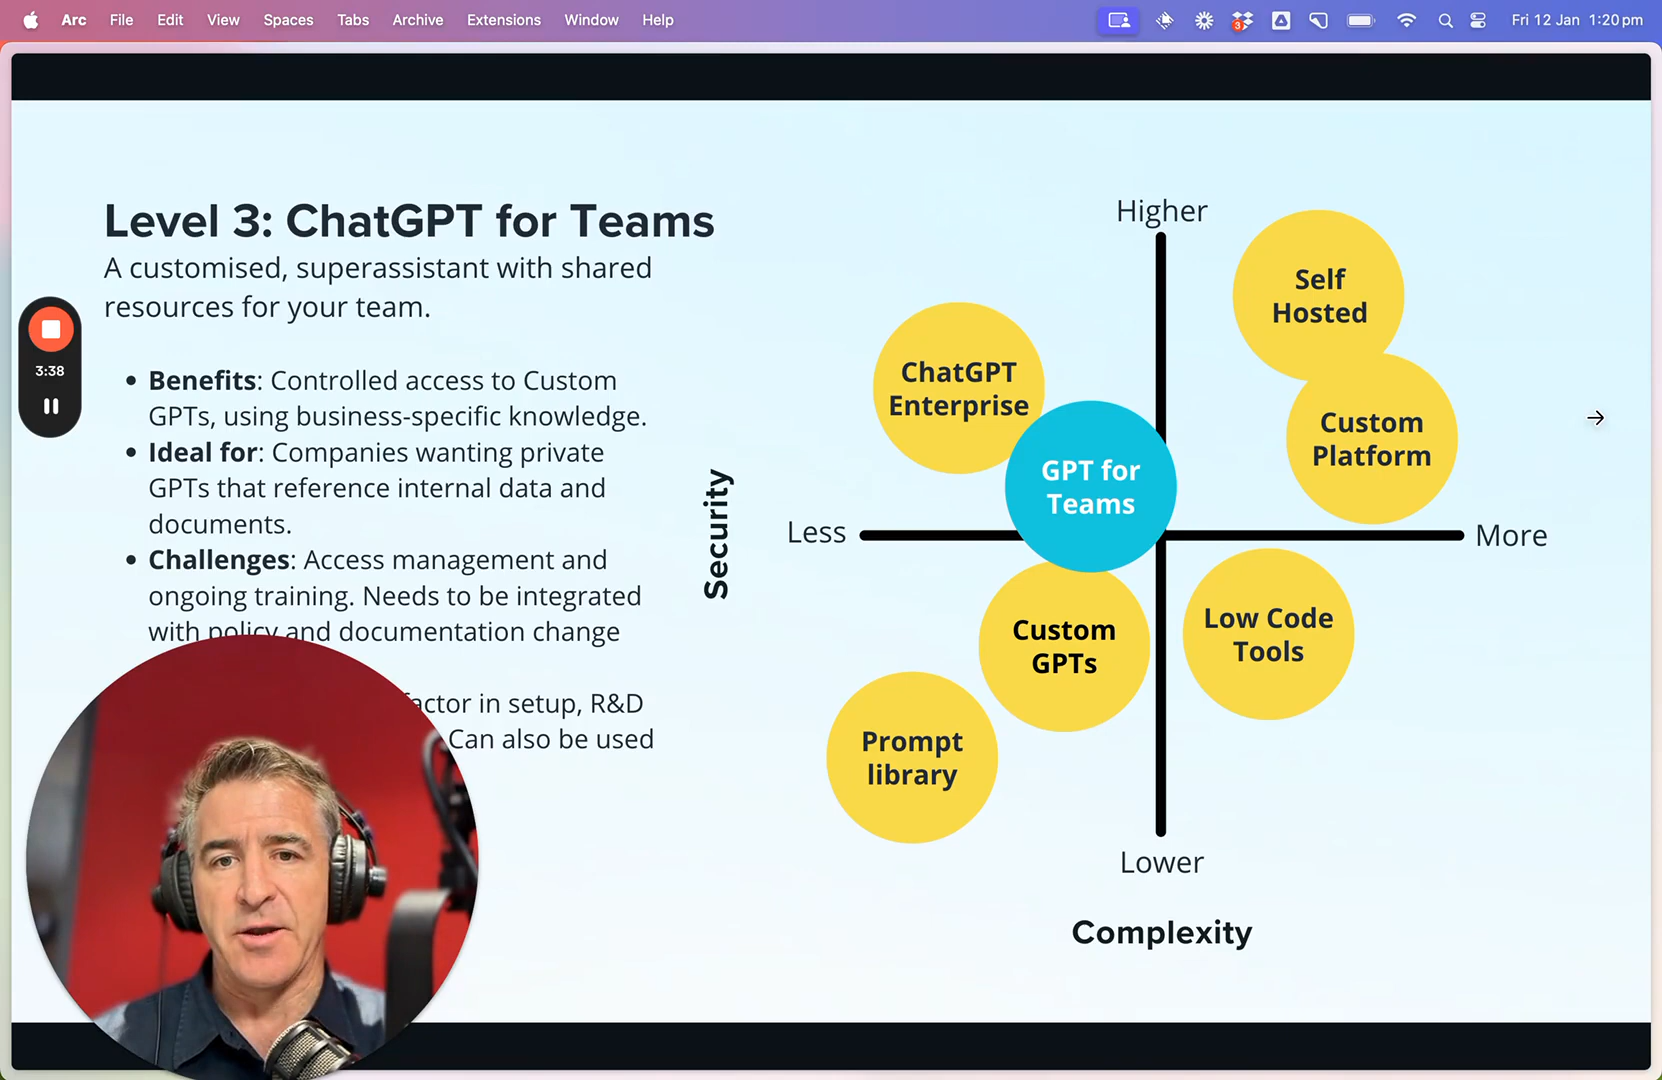 Arc File Edit View Spaces Tabs Archive Extensions Window Help 3 Fri 12 Jan 1:20 pm
Level 3: ChatGPT for Teams
A customised, superassistant with shared
resources for your team.
3:38
• Benefits: Controlled access to Custom
GPTs, using business-specific knowledge.
• Ideal for: Companies wanting private
GPTs that reference internal data and
documents.
• Challenges: Access management and
ongoing training. Needs to be integrated
with policy and documentation change
factor in setup, R&D
Can also be used
Higher
Self
Hosted
ChatGPT
Enterprise
Custom
Platform
GPT for
Teams
Security
Less
More
Custom
GPTs
Low Code
Tools
Prompt
library
Lower
Complexity